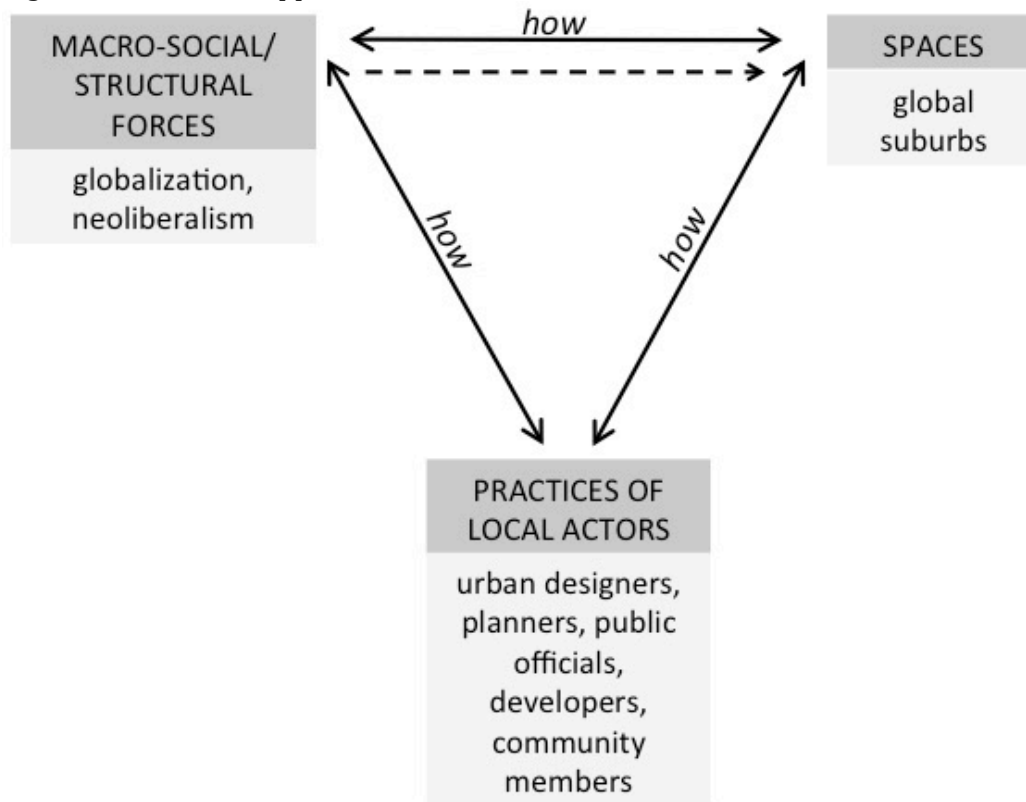 how
MACRO-SOCIAL/
STRUCTURAL
FORCES
globalization,
neoliberalism
SPACES
global
suburbs
how
how
PRACTICES OF
LOCAL ACTORS
urban designers,
planners, public
officials,
developers,
community
members